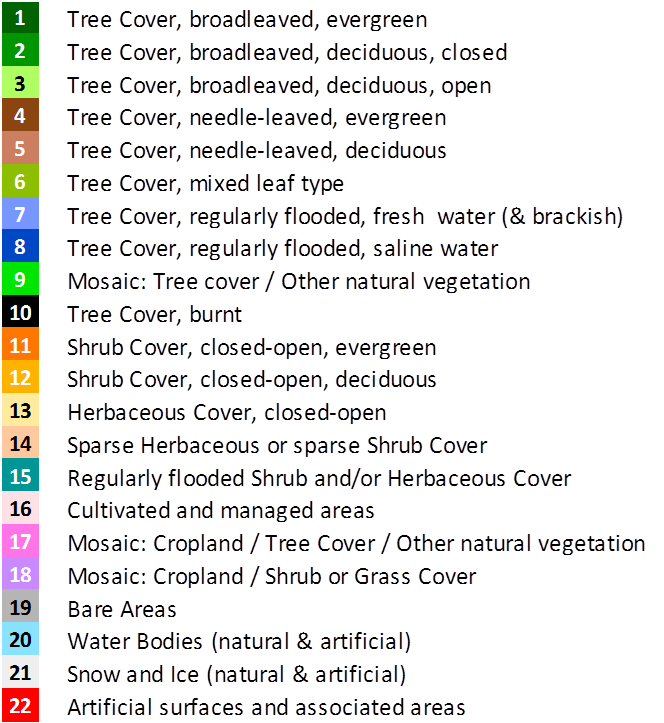 1 Tree Cover, broadleaved, evergreen
2 Tree Cover, broadleaved, deciduous, closed
3 Tree Cover, broadleaved, deciduous, open
4 Tree Cover, needle-leaved, evergreen
5 Tree Cover, needle-leaved, deciduous
6 Tree Cover, mixed leaf type
7 Tree Cover, regularly flooded, fresh water (& brackish)
8 Tree Cover, regularly flooded, saline water
9 Mosaic: Tree cover / Other natural vegetation
10 Tree Cover, burnt
11 Shrub Cover, closed-open, evergreen
12 Shrub Cover, closed-open, deciduous
13 Herbaceous Cover, closed-open
14 Sparse Herbaceous or sparse Shrub Cover
15 Regularly flooded Shrub and/or Herbaceous Cover
16 Cultivated and managed areas
17 Mosaic: Cropland / Tree Cover / Other natural vegetation
18 Mosaic: Cropland / Shrub or Grass Cover
19 Bare Areas
20 Water Bodies (natural & artificial)
21 Snow and Ice (natural & artificial)
22 Artificial surfaces and associated areas